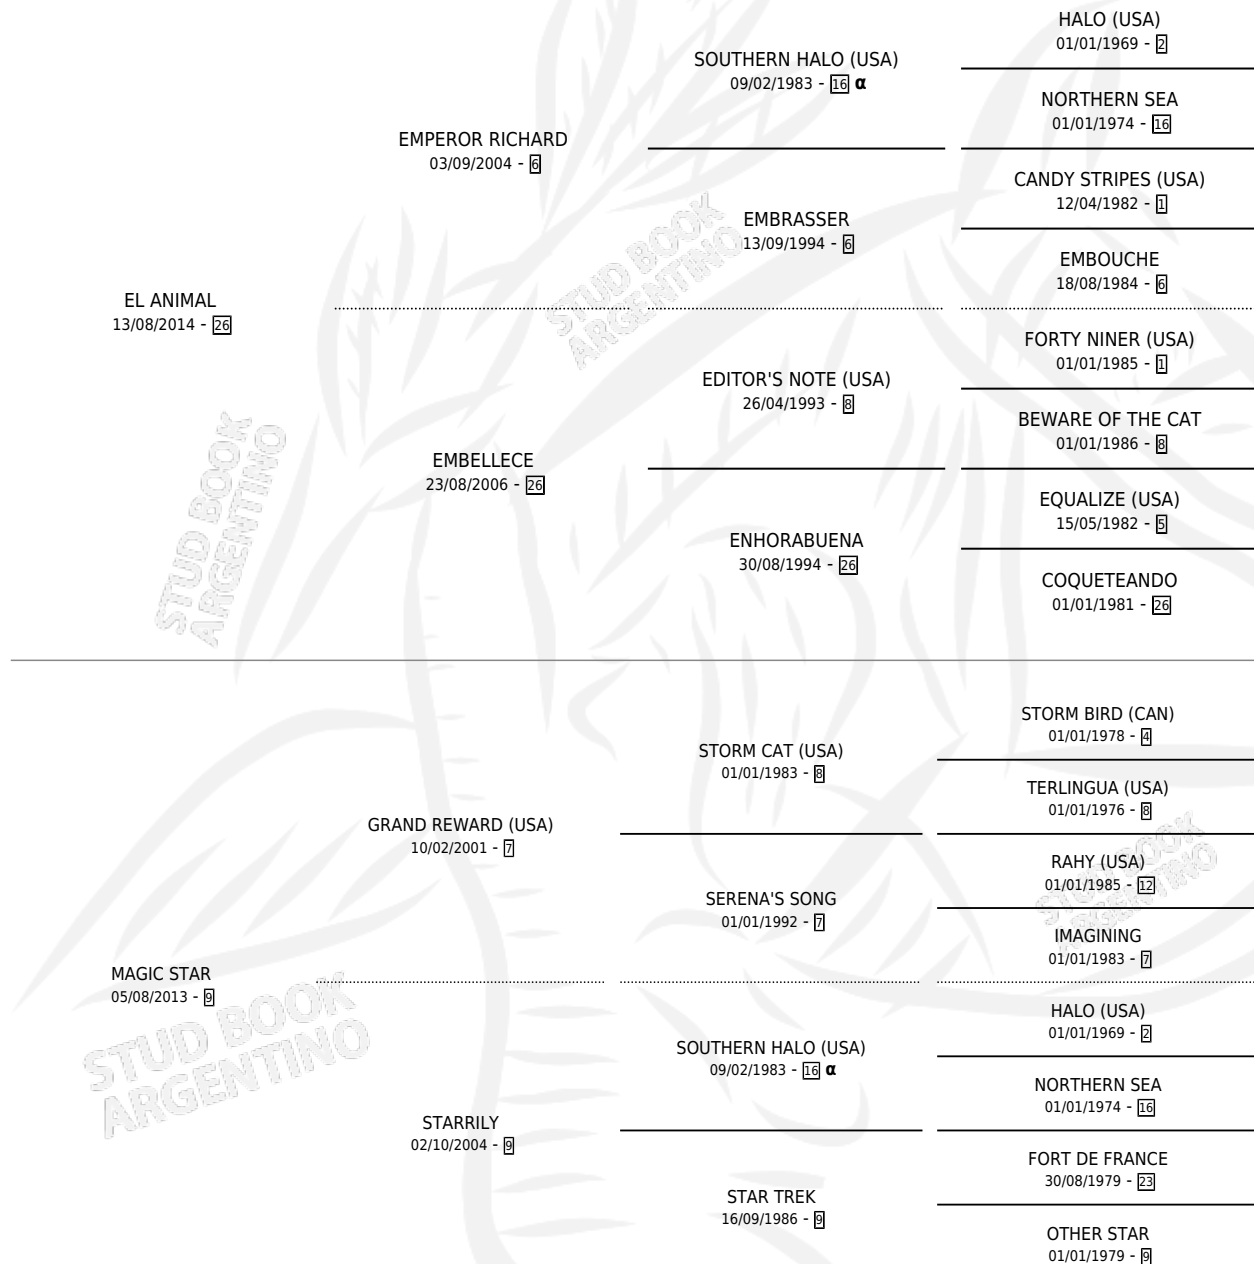 HALO (USA)
01/01/1969 - 2
SOUTHERN HALO (USA)
09/02/1983 - 16 α
NORTHERN SEA
01/01/1974 - 16
EMPEROR RICHARD
03/09/2004 - 6
CANDY STRIPES (USA)
12/04/1982 - 1
EMBRASSER
13/09/1994 - 6
EMBOUCHE
18/08/1984 - 6
EL ANIMAL
13/08/2014 - 26
FORTY NINER (USA)
01/01/1985 - 1
EDITOR'S NOTE (USA)
26/04/1993 - 8
BEWARE OF THE CAT
01/01/1986 - 8
EMBELLECE
23/08/2006 - 26
EQUALIZE (USA)
15/05/1982 - 5
ENHORABUENA
30/08/1994 - 26
COQUETEANDO
01/01/1981 - 26
STORM BIRD (CAN)
01/01/1978 - 4
STORM CAT (USA)
01/01/1983 - 8
TERLINGUA (USA)
01/01/1976 - 8
GRAND REWARD (USA)
10/02/2001 - 7
RAHY (USA)
01/01/1985 - 12
SERENA'S SONG
01/01/1992 - 7
IMAGINING
01/01/1983 - 7
MAGIC STAR
05/08/2013 - 9
HALO (USA)
01/01/1969 - 2
SOUTHERN HALO (USA)
09/02/1983 - 16 α
NORTHERN SEA
01/01/1974 - 16
STARRILY
02/10/2004 - 9
FORT DE FRANCE
30/08/1979 - 23
STAR TREK
16/09/1986 - 9
OTHER STAR
01/01/1979 - 9
STUD BOOK
ARGENTINO
STUD BOOK
ARGENTINO
STUD BOOK
ARGENTINO
STUD BOOK
ARGENTINO